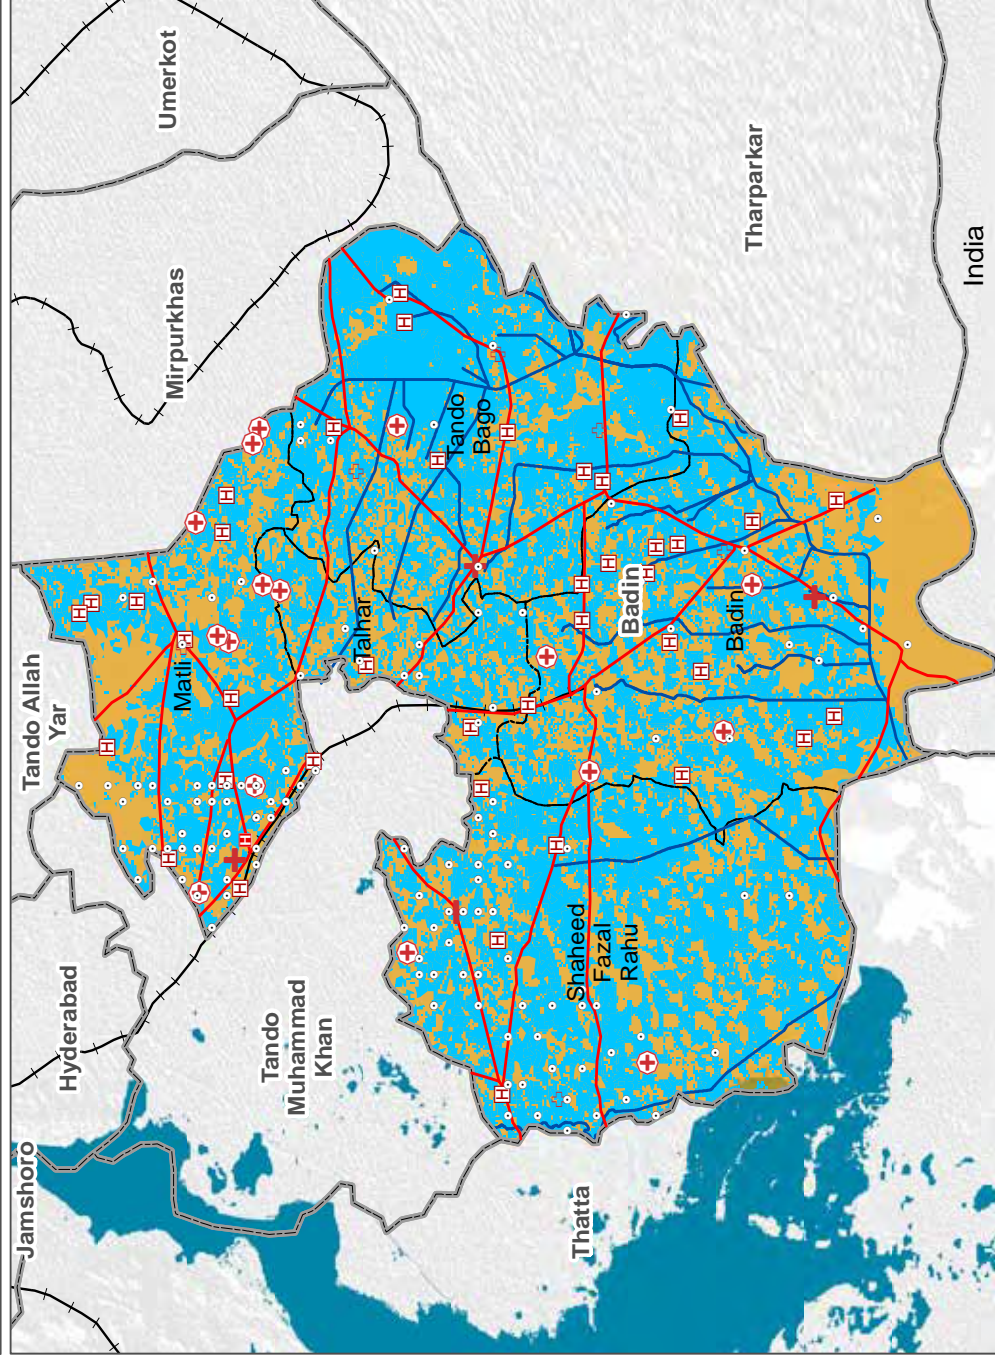 Jamshoro
Hyderabad
Tando Allah
Yar
Mirpurkhas
Umerkot
Matli
Tando
Muhammad
Khan
Talhar
Tando
Bago
Shaheed
Fazal
Rahu
Badin
Badin
Thatta
Tharparkar
India